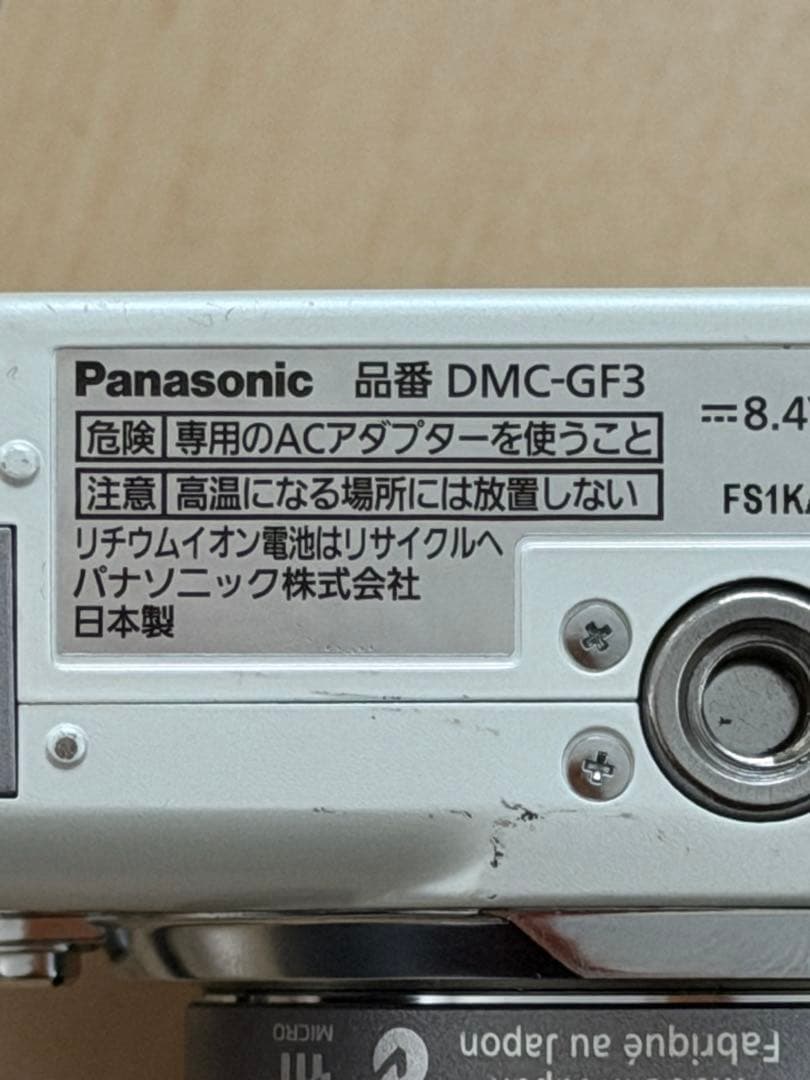 Panasonic 品番 DMC-GF3
危険 専用のACアダプターを使うこと
注意 高温になる場所には放置しない
リチウムイオン電池はリサイクルへ
パナソニック株式会社
日本製
⎓8.4V
FS1KA
MICRO
Fabriqué au Japon